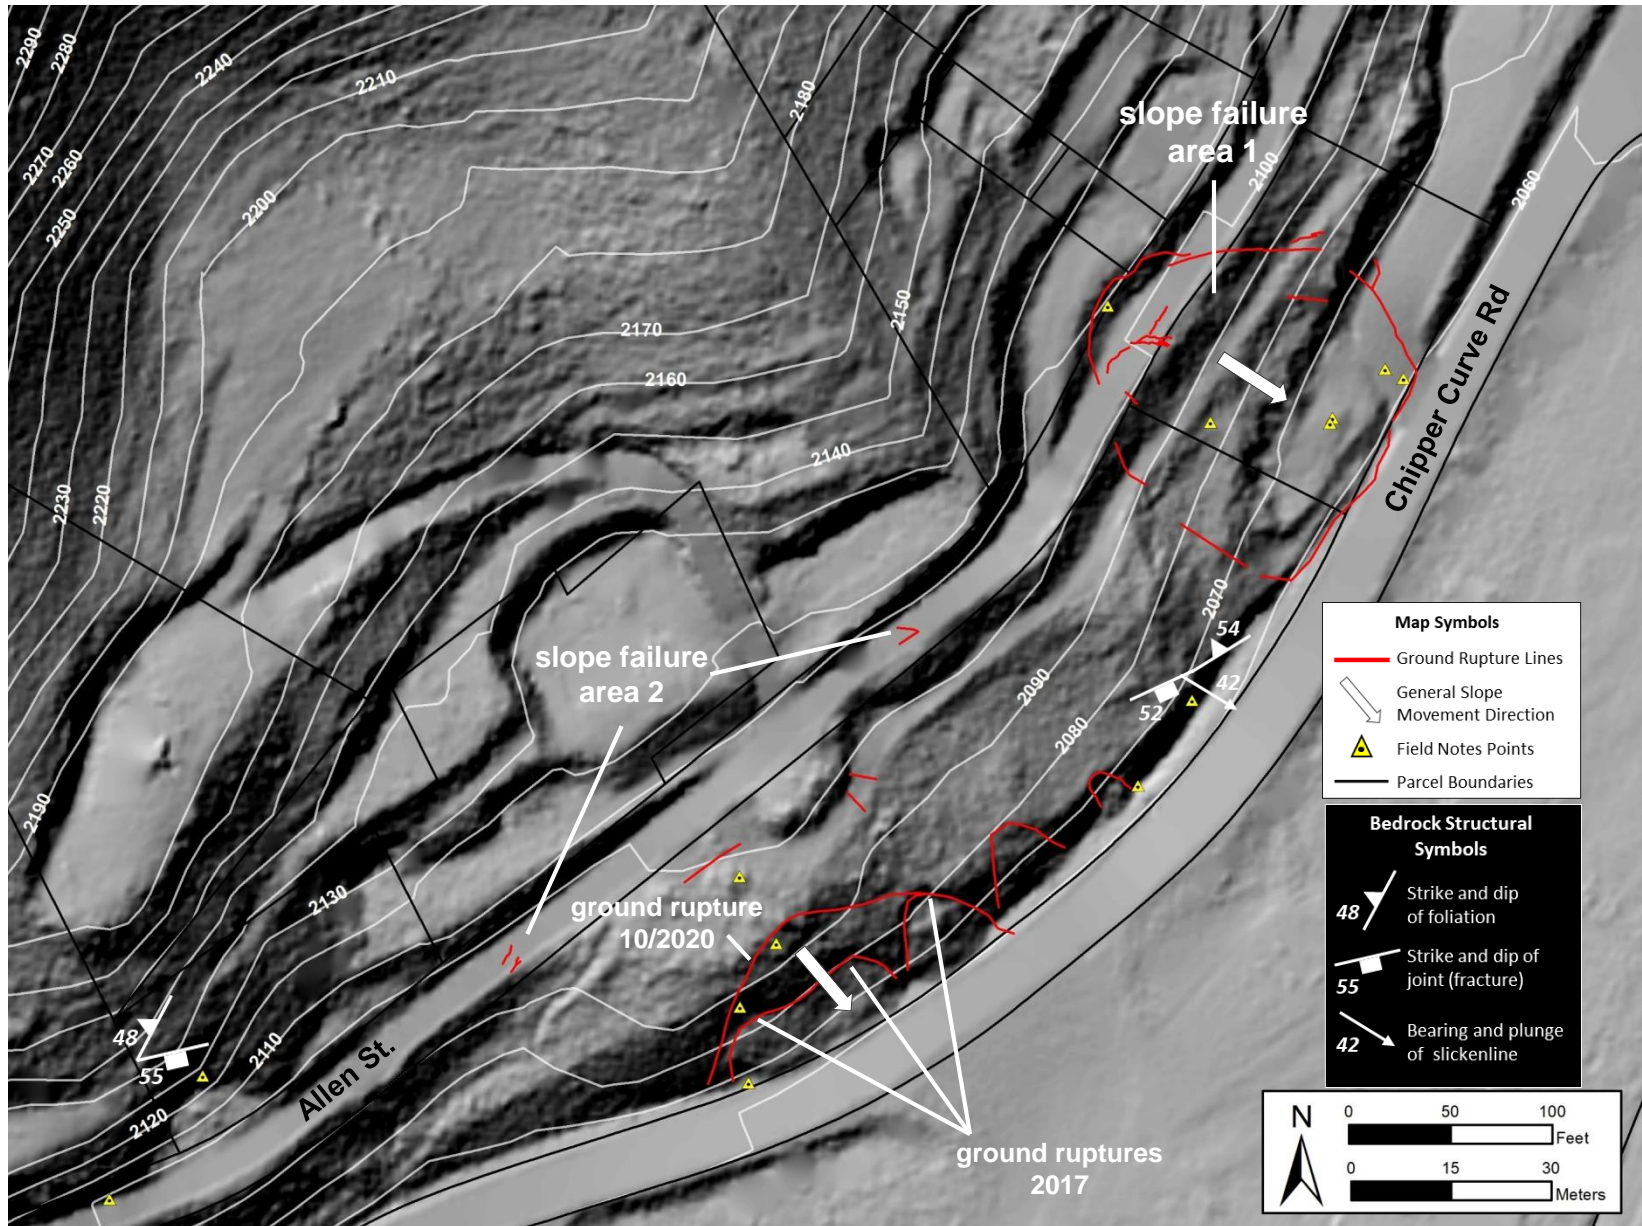 2290
2280
2240
2210
2180
slope failure
area 1
2100
2060
2270
2260
2250
2200
2150
2170
2160
2140
2230
2220
Chipper Curve Rd
2070
54
42
52
slope failure
area 2
2090
2080
2190
2130
ground rupture
10/2020
48
55
2110
Allen St.
2120
ground ruptures
2017
Map Symbols
Ground Rupture Lines
General Slope
Movement Direction
Field Notes Points
Parcel Boundaries
Bedrock Structural
Symbols
48
Strike and dip
of foliation
55
Strike and dip of
joint (fracture)
42
Bearing and plunge
of slickenline
N
0 50 100
Feet
0 15 30
Meters